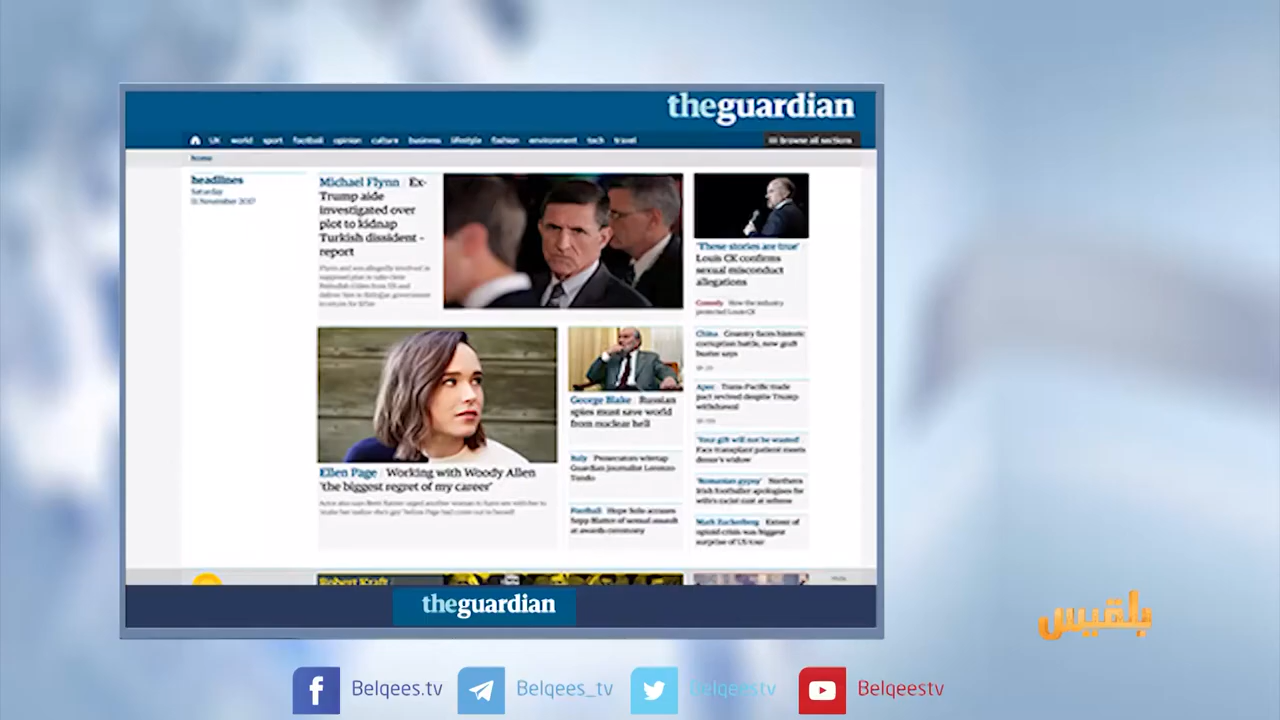 theguardian
UK world sport football opinion culture business lifestyle fashion environment tech travel
browse all sections
home
headlines
Saturday
11 November 2017
Michael Flynn Ex-
Trump aide
investigated over
plot to kidnap
Turkish dissident –
report
'These stories are true'
Louis CK confirms
sexual misconduct
allegations
Comedy How the industry
protected Louis CK
Ellen Page Working with Woody Allen
'the biggest regret of my career'
George Blake Russian
spies must save world
from nuclear hell
Italy Prosecutors wiretap
Guardian journalist Lorenzo
Tondo
Football Hope Solo accuses
Sepp Blatter of sexual assault
at awards ceremony
China Country faces historic
corruption battle, new graft
buster says
Apec Trans-Pacific trade
pact revived despite Trump
withdrawal
'Your gift will not be wasted'
Face transplant patient meets
donor's widow
'Romanian gypsy' Northern
Irish footballer apologises for
wife's racist
Mark Zuckerberg Extent of
opioid crisis was biggest
surprise of US tour
Robert Kraft
Hide
theguardian
بلقيس
Belqees.tv
Belqees_tv
Belqeestv
Belqeestv